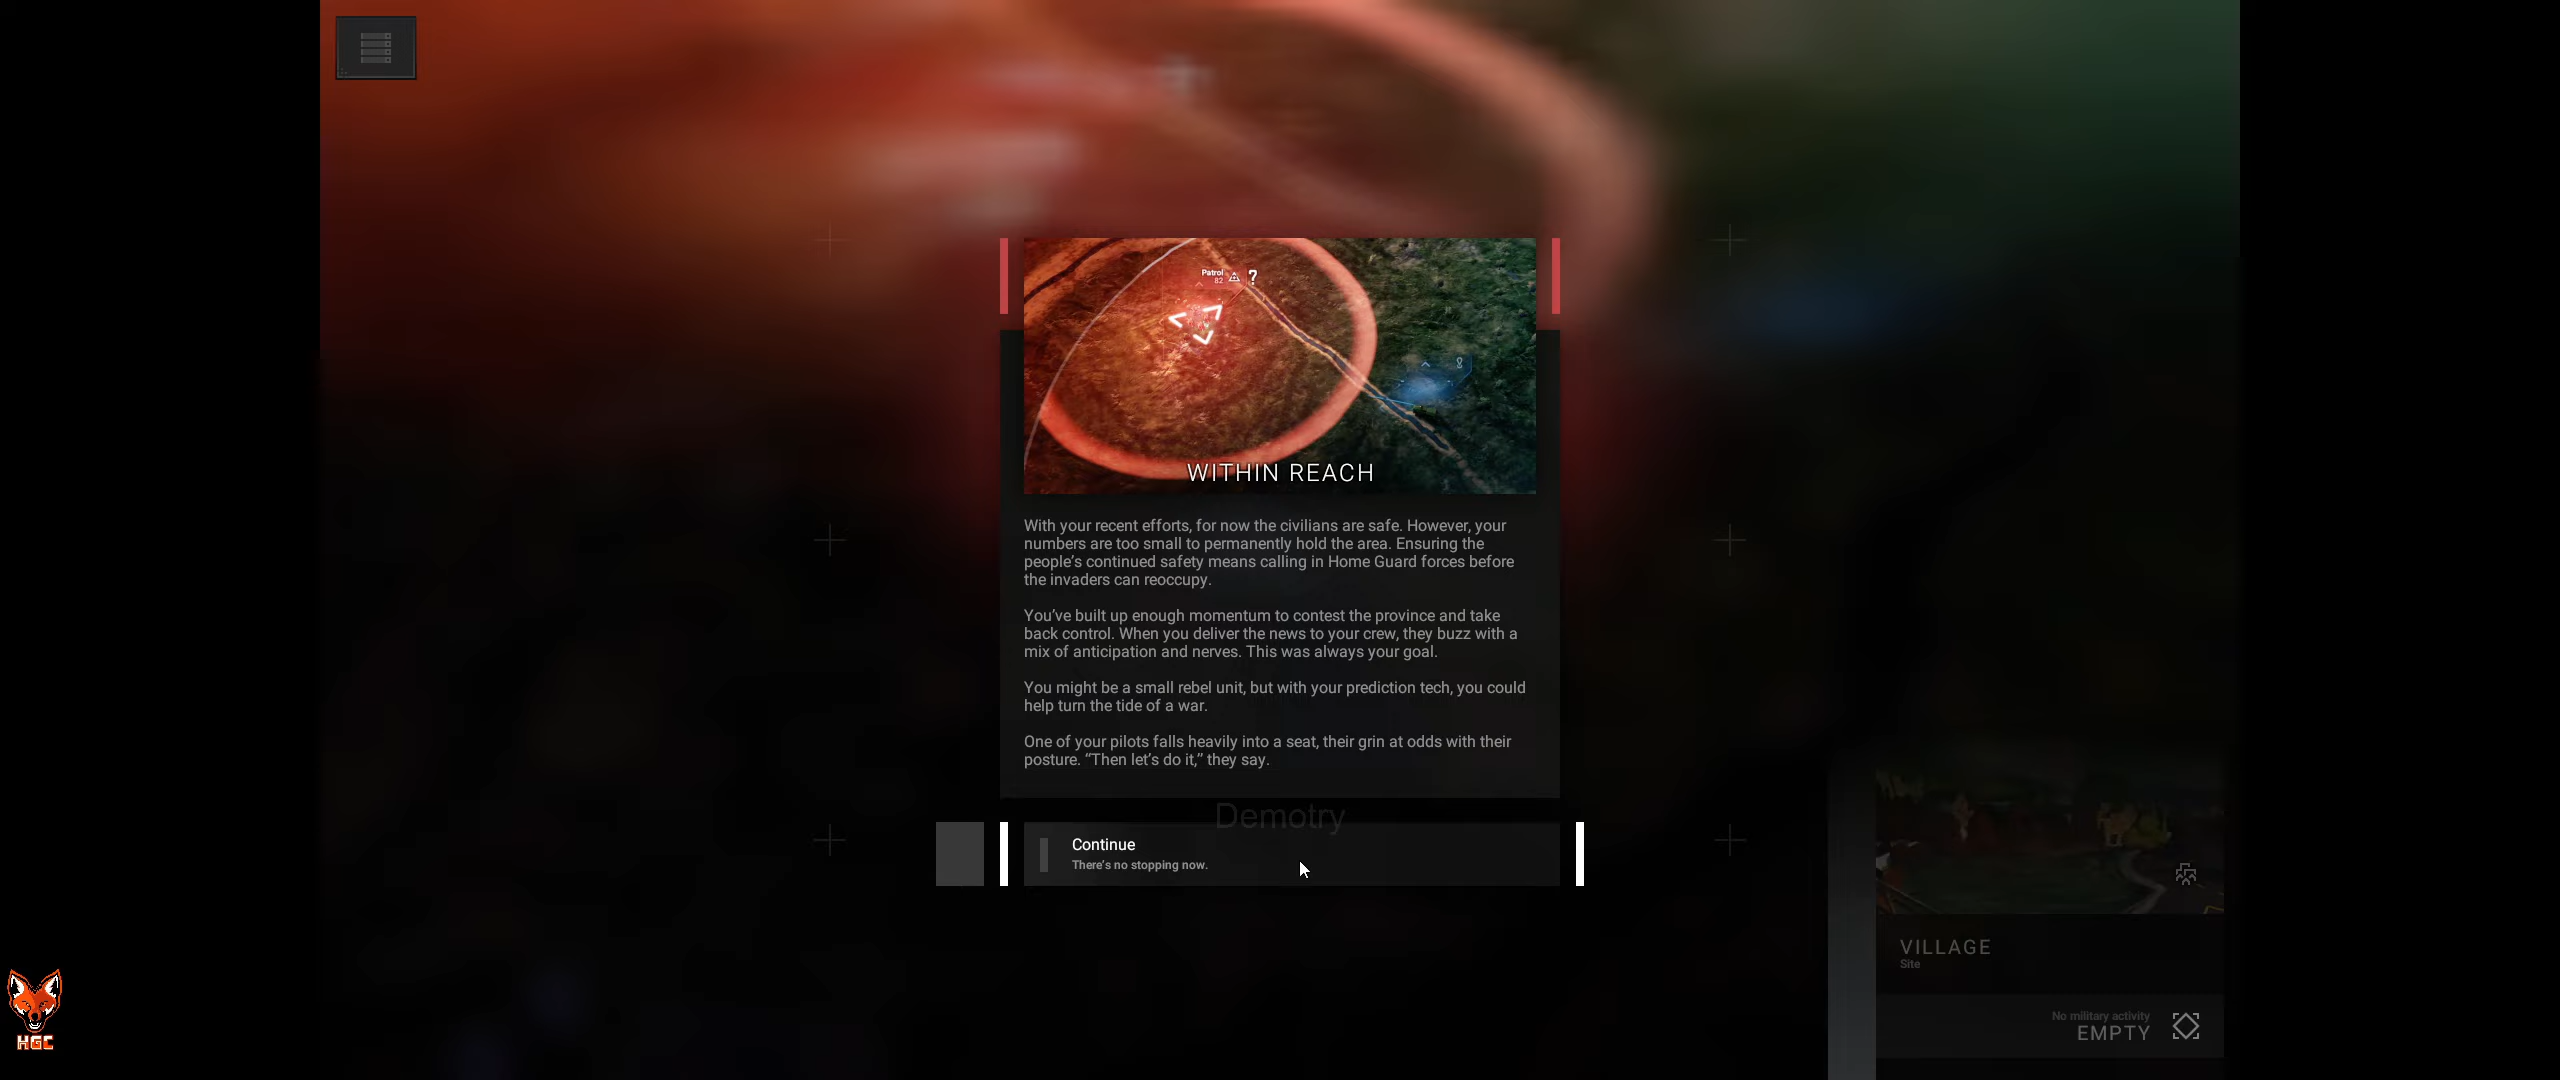 Patrol
82
?
WITHIN REACH
With your recent efforts, for now the civilians are safe. However, your
numbers are too small to permanently hold the area. Ensuring the
people’s continued safety means calling in Home Guard forces before
the invaders can reoccupy.
You’ve built up enough momentum to contest the province and take
back control. When you deliver the news to your crew, they buzz with a
mix of anticipation and nerves. This was always your goal.
You might be a small rebel unit, but with your prediction tech, you could
help turn the tide of a war.
One of your pilots falls heavily into a seat, their grin at odds with their
posture. “Then let’s do it,” they say.
Demotry
Continue
There’s no stopping now.
VILLAGE
Site
No military activity
EMPTY
HGC